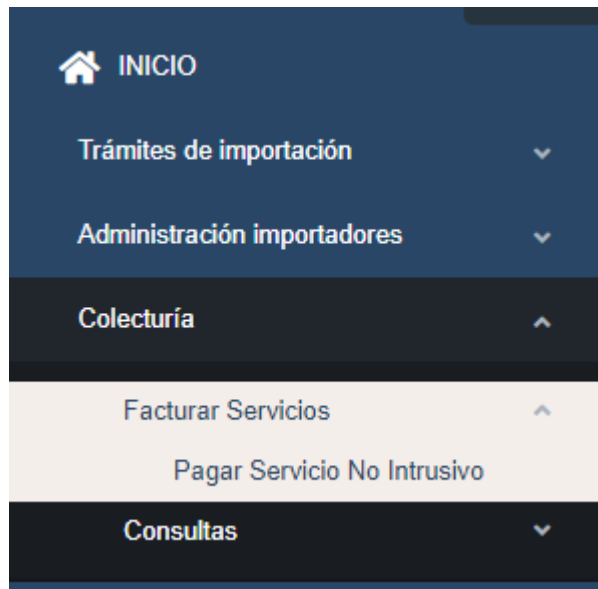 INICIO
Trámites de importación
Administración importadores
Colecturía
Facturar Servicios
Pagar Servicio No Intrusivo
Consultas